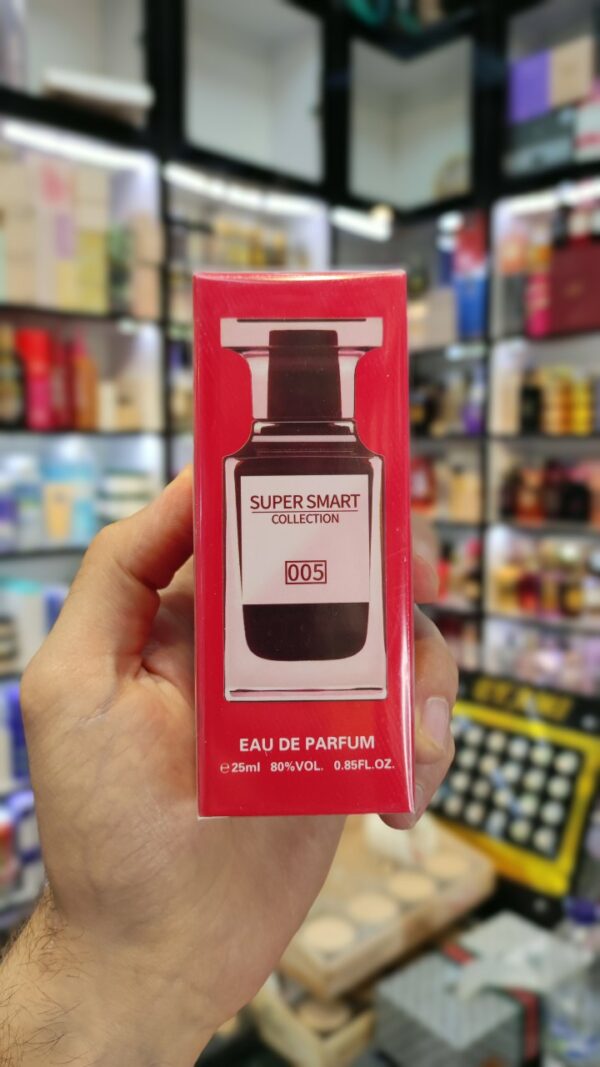 SUPER SMART
COLLECTION
005
EAU DE PARFUM
℮25ml 80%VOL. 0.85FL.OZ.